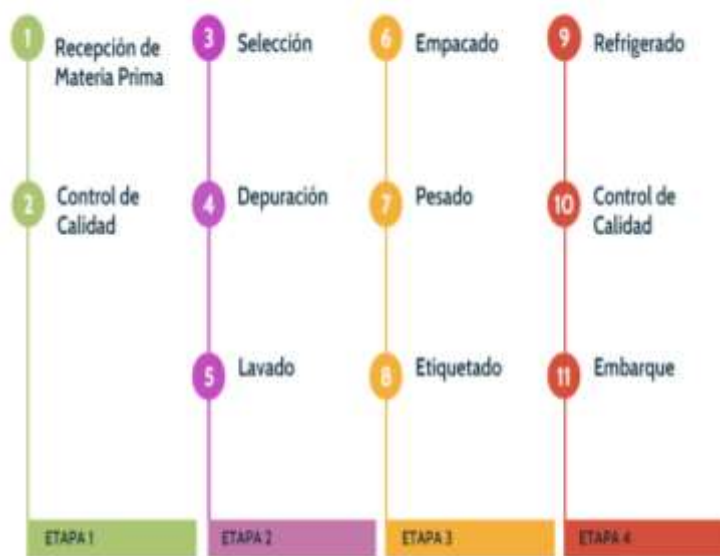 1
Recepción de
Materia Prima
2
Control de
Calidad
ETAPA 1
3
Selección
4
Depuración
5
Lavado
ETAPA 2
6
Empacado
7
Pesado
8
Etiquetado
ETAPA 3
9
Refrigerado
10
Control de
Calidad
11
Embarque
ETAPA 4